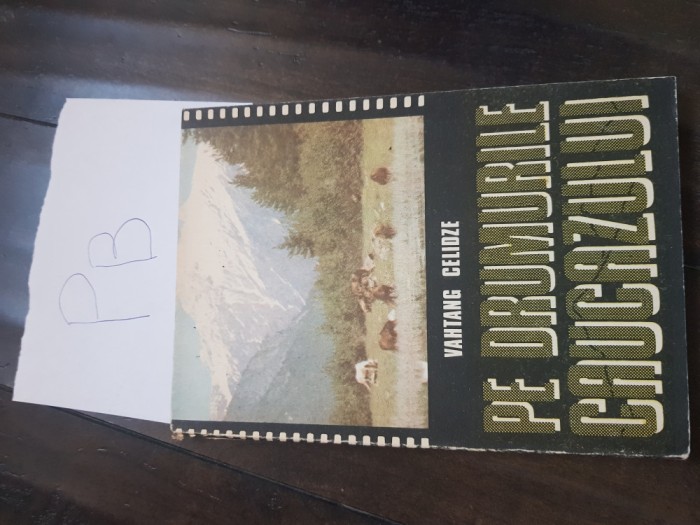 PB
VAHTANG CELIDZE
PE DRUMURILE
CAUCAZULUI